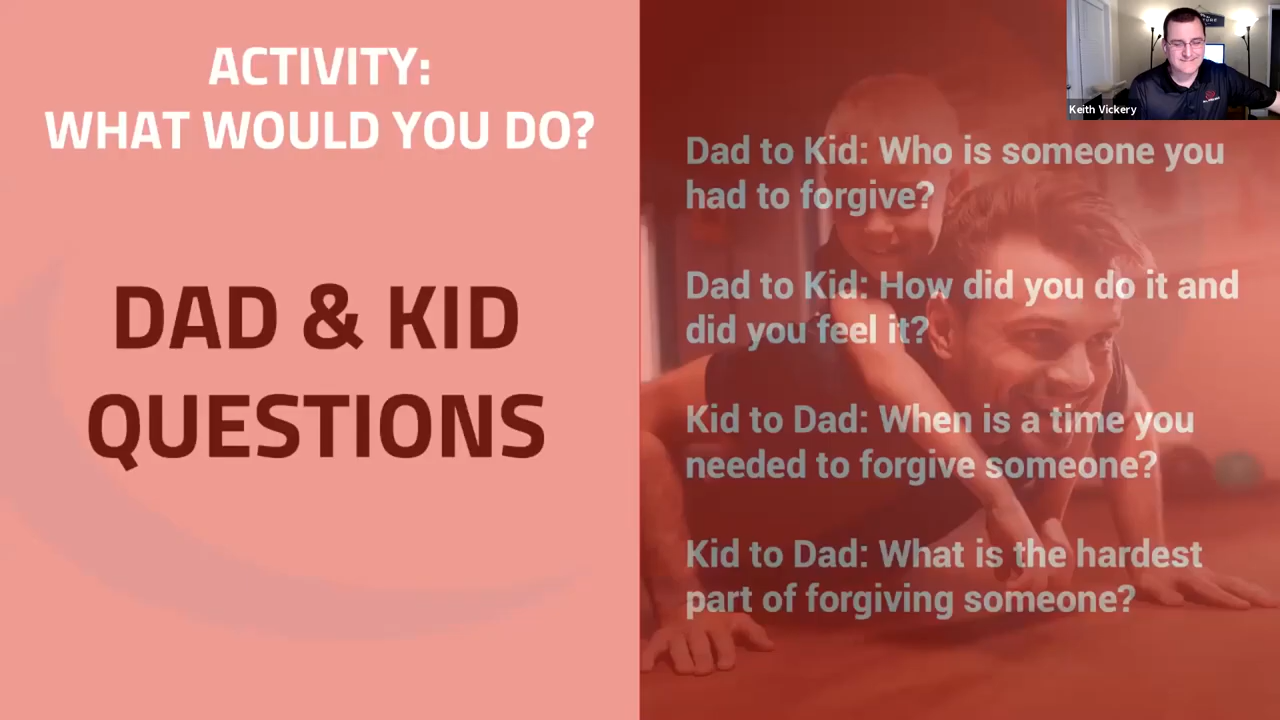 ACTIVITY:
WHAT WOULD YOU DO?
DAD & KID
QUESTIONS
Dad to Kid: Who is someone you
had to forgive?
Dad to Kid: How did you do it and
did you feel it?
Kid to Dad: When is a time you
needed to forgive someone?
Kid to Dad: What is the hardest
part of forgiving someone?
Keith Vickery